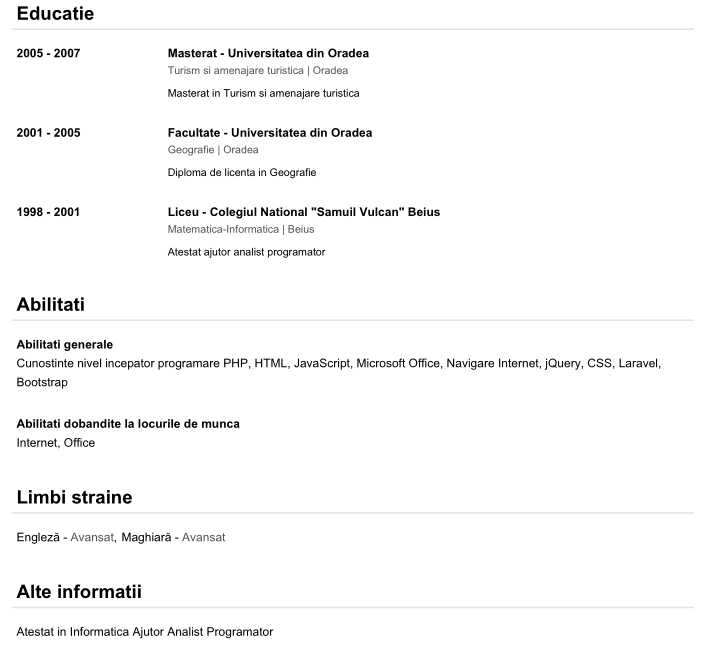 Educatie
2005 - 2007 Masterat - Universitatea din Oradea
Turism si amenajare turistica | Oradea
Masterat in Turism si amenajare turistica
2001 - 2005 Facultate - Universitatea din Oradea
Geografie | Oradea
Diploma de licenta in Geografie
1998 - 2001 Liceu - Colegiul National "Samuil Vulcan" Beius
Matematica-Informatica | Beius
Atestat ajutor analist programator
Abilitati
Abilitati generale
Cunostinte nivel incepator programare PHP, HTML, JavaScript, Microsoft Office, Navigare Internet, jQuery, CSS, Laravel,
Bootstrap
Abilitati dobandite la locurile de munca
Internet, Office
Limbi straine
Engleză - Avansat, Maghiară - Avansat
Alte informatii
Atestat in Informatica Ajutor Analist Programator